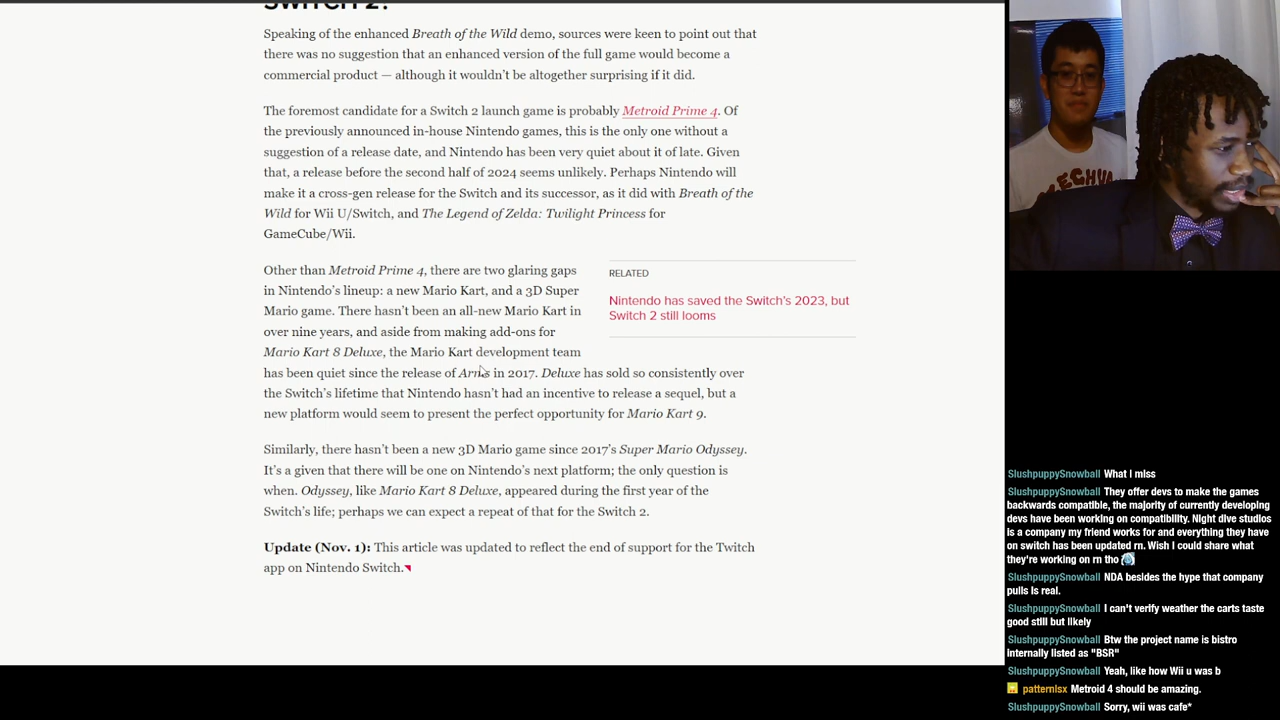 SWITCH 2?
Speaking of the enhanced Breath of the Wild demo, sources were keen to point out that
there was no suggestion that an enhanced version of the full game would become a
commercial product — although it wouldn't be altogether surprising if it did.
The foremost candidate for a Switch 2 launch game is probably Metroid Prime 4. Of
the previously announced in-house Nintendo games, this is the only one without a
suggestion of a release date, and Nintendo has been very quiet about it of late. Given
that, a release before the second half of 2024 seems unlikely. Perhaps Nintendo will
make it a cross-gen release for the Switch and its successor, as it did with Breath of the
Wild for Wii U/Switch, and The Legend of Zelda: Twilight Princess for
GameCube/Wii.
Other than Metroid Prime 4, there are two glaring gaps
in Nintendo's lineup: a new Mario Kart, and a 3D Super
Mario game. There hasn't been an all-new Mario Kart in
over nine years, and aside from making add-ons for
Mario Kart 8 Deluxe, the Mario Kart development team
has been quiet since the release of Arms in 2017. Deluxe has sold so consistently over
the Switch's lifetime that Nintendo hasn't had an incentive to release a sequel, but a
new platform would seem to present the perfect opportunity for Mario Kart 9.
RELATED
Nintendo has saved the Switch's 2023, but
Switch 2 still looms
Similarly, there hasn't been a new 3D Mario game since 2017's Super Mario Odyssey.
It's a given that there will be one on Nintendo's next platform; the only question is
when. Odyssey, like Mario Kart 8 Deluxe, appeared during the first year of the
Switch's life; perhaps we can expect a repeat of that for the Switch 2.
Update (Nov. 1): This article was updated to reflect the end of support for the Twitch
app on Nintendo Switch.
SlushpuppySnowball What I miss
SlushpuppySnowball They offer devs to make the games
backwards compatible, the majority of currently developing
devs have been working on compatibility. Night dive studios
is a company my friend works for and everything they
have on switch has been updated rn. Wish I could share what
they're working on rn tho
SlushpuppySnowball NDA besides the hype that company
pulls is real.
SlushpuppySnowball I can't verify weather the carts taste
good still but likely
SlushpuppySnowball Btw the project name is bistro
internally listed as "BSR"
SlushpuppySnowball Yeah, like how Wii u was b
patternlsx Metroid 4 should be amazing.
SlushpuppySnowball Sorry, wii was cafe*